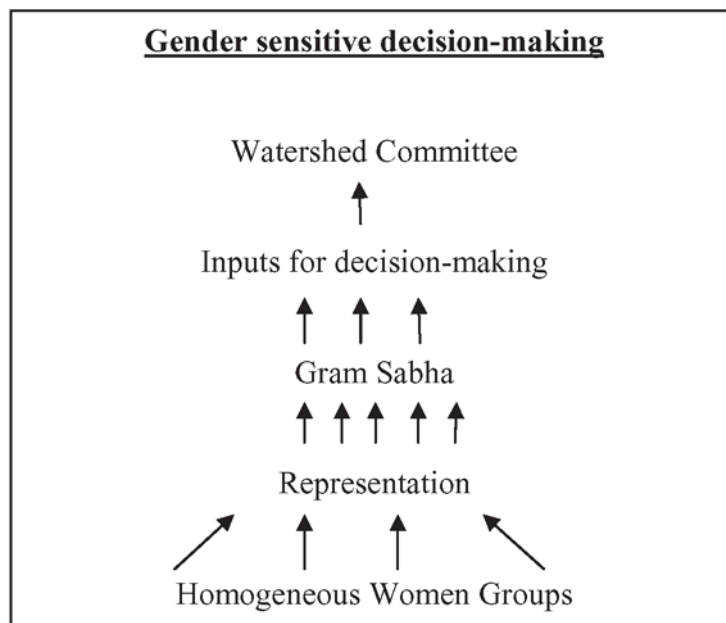 Gender sensitive decision-making
Watershed Committee
Inputs for decision-making
Gram Sabha
Representation
Homogeneous Women Groups